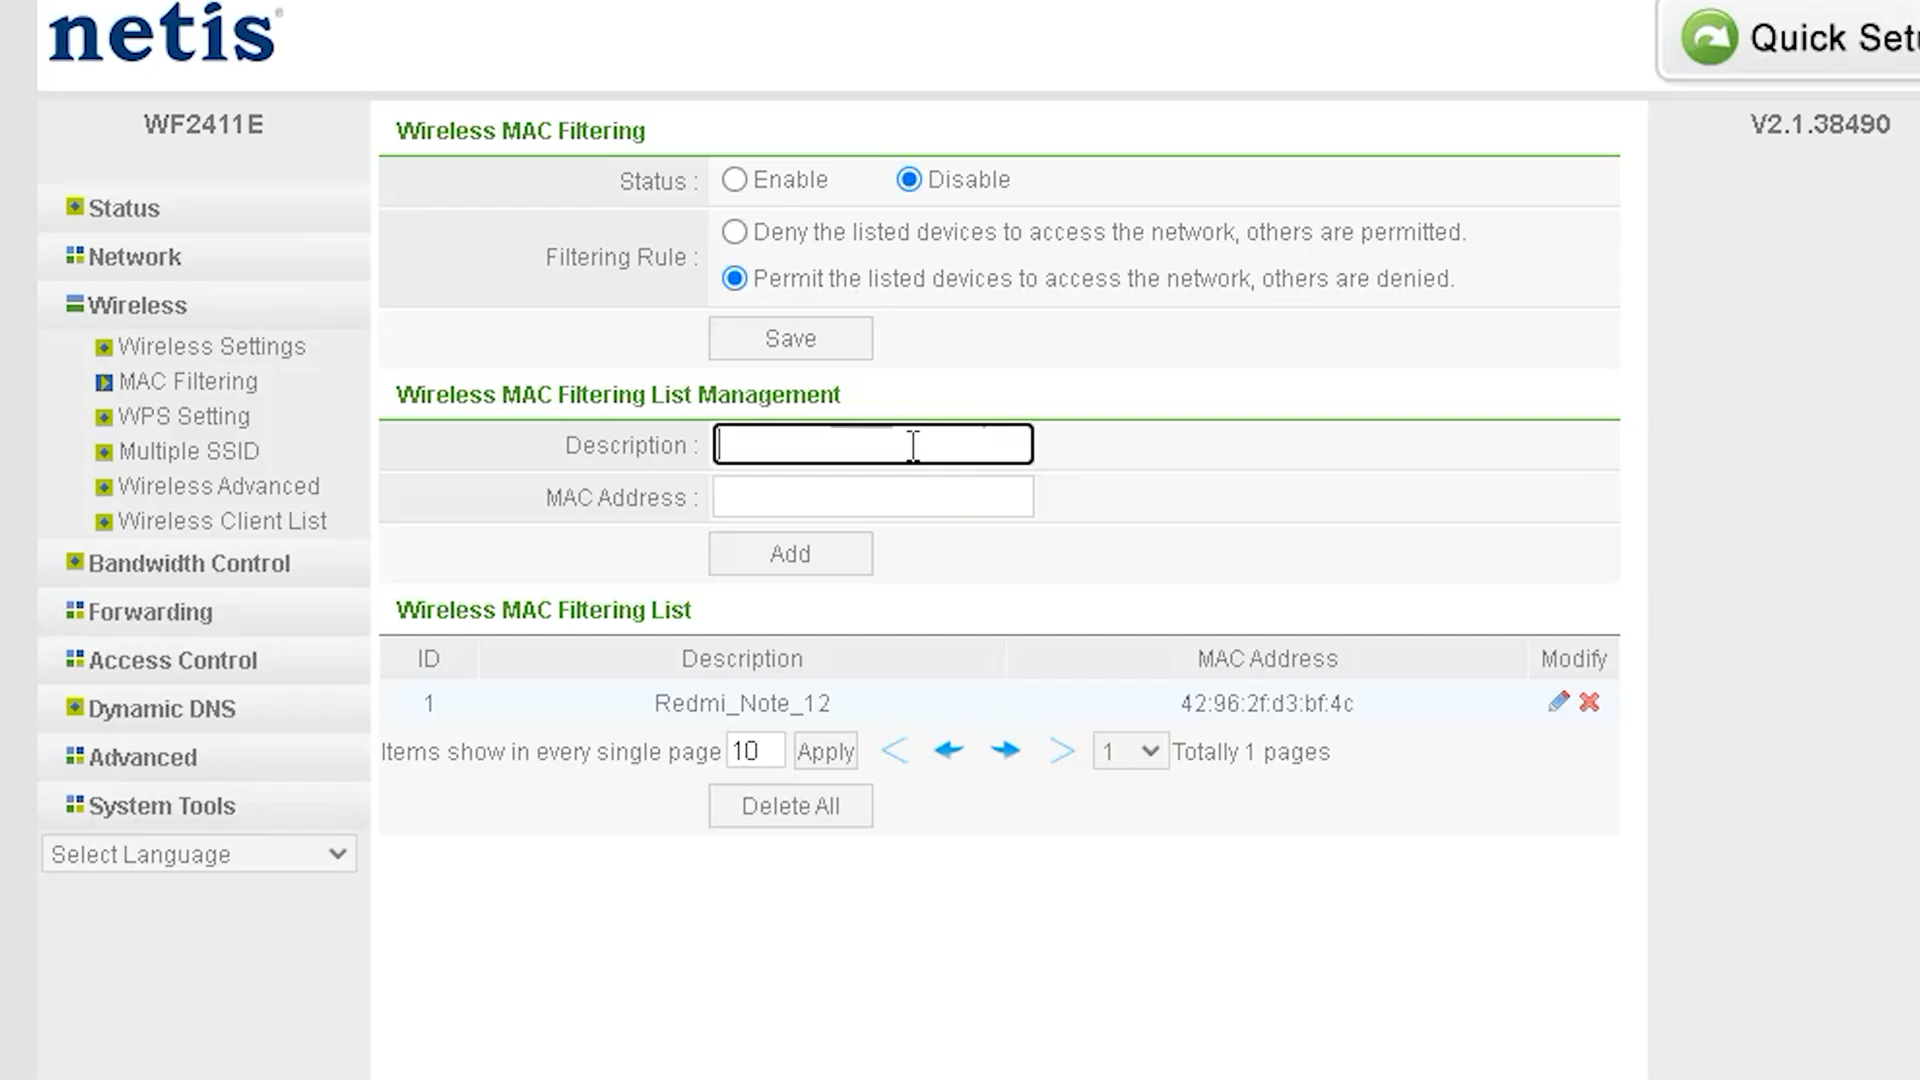 netis®
Quick Setu
WF2411E
V2.1.38490
Status
Network
Wireless
Wireless Settings
MAC Filtering
WPS Setting
Multiple SSID
Wireless Advanced
Wireless Client List
Bandwidth Control
Forwarding
Access Control
Dynamic DNS
Advanced
System Tools
Select Language
Wireless MAC Filtering
Status : Enable Disable
Filtering Rule : Deny the listed devices to access the network, others are permitted.
Permit the listed devices to access the network, others are denied.
Save
Wireless MAC Filtering List Management
Description :
MAC Address :
Add
Wireless MAC Filtering List
ID Description MAC Address Modify
1 Redmi_Note_12 42:96:2f:d3:bf:4c
Items show in every single page 10 Apply 1 Totally 1 pages
Delete All